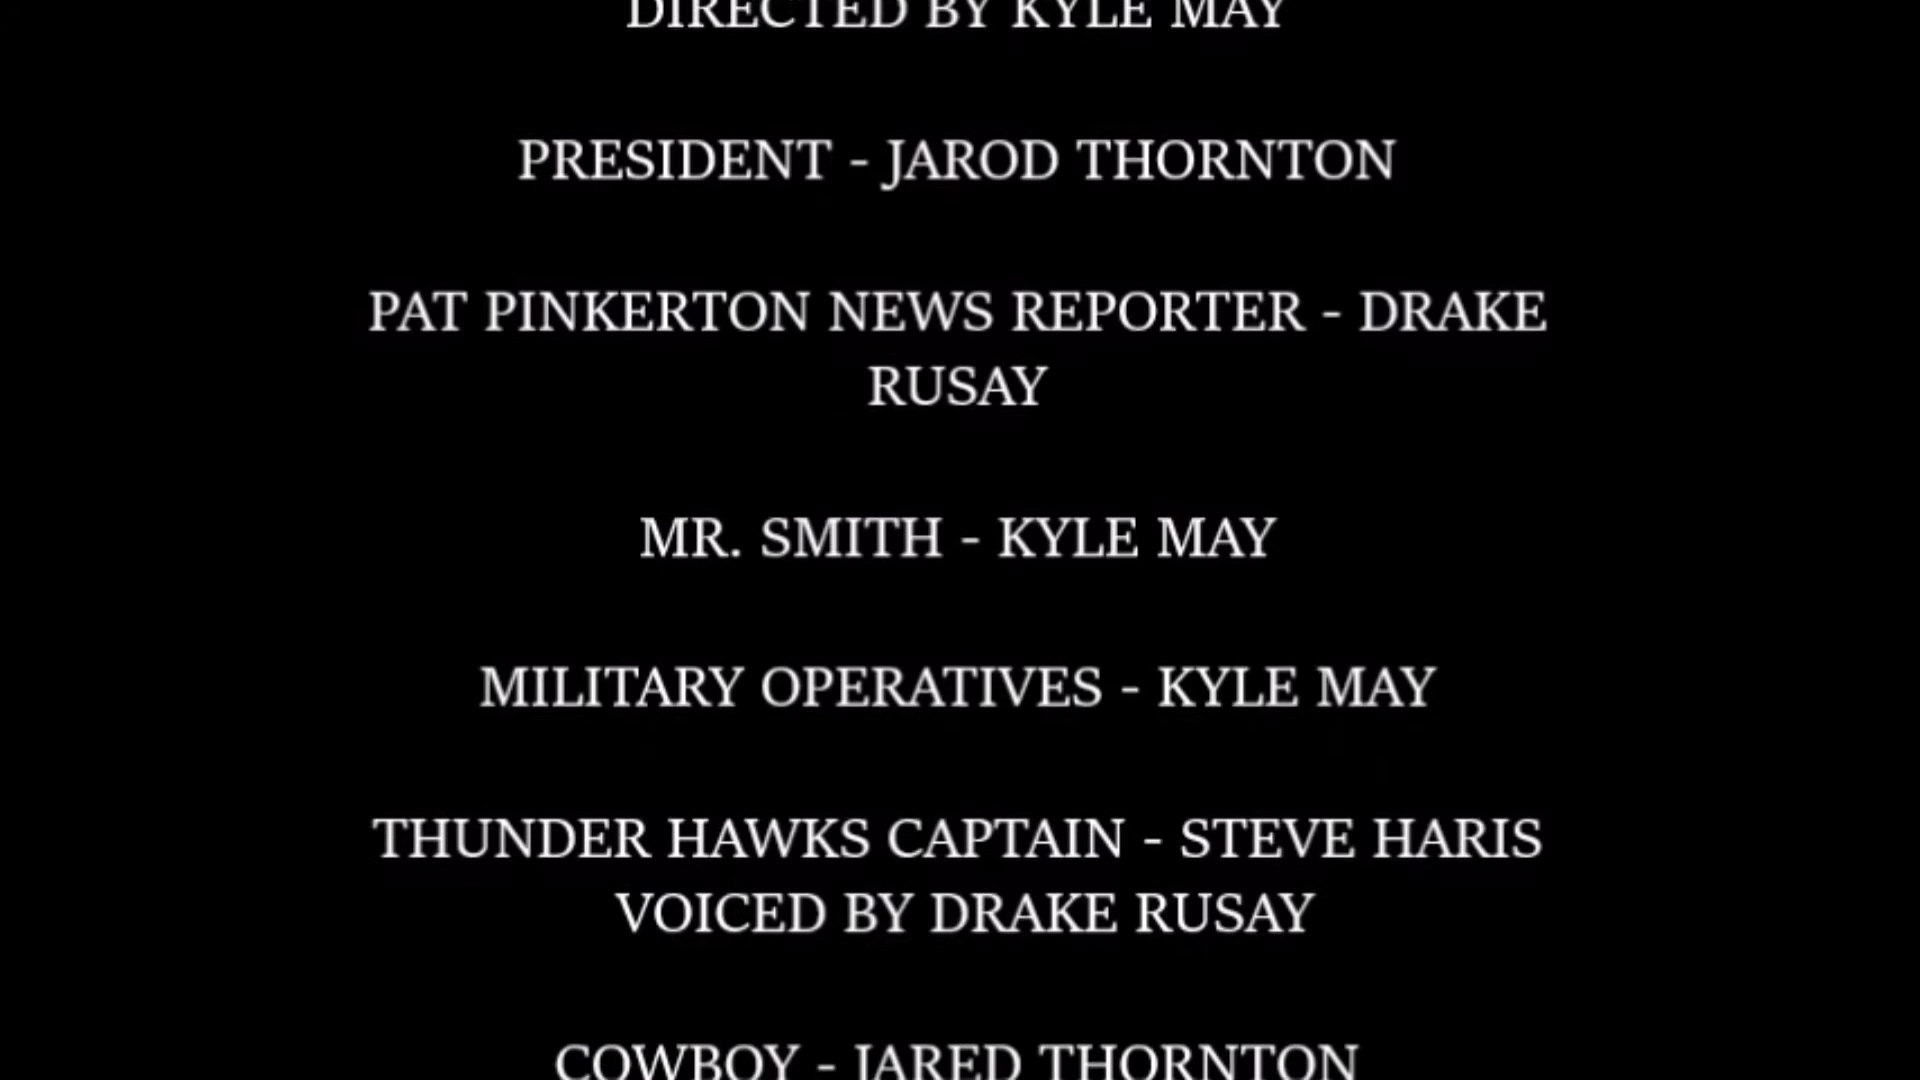 DIRECTED BY KYLE MAY
PRESIDENT - JAROD THORNTON
PAT PINKERTON NEWS REPORTER - DRAKE
RUSAY
MR. SMITH - KYLE MAY
MILITARY OPERATIVES - KYLE MAY
THUNDER HAWKS CAPTAIN - STEVE HARIS
VOICED BY DRAKE RUSAY
COWBOY - JARED THORNTON